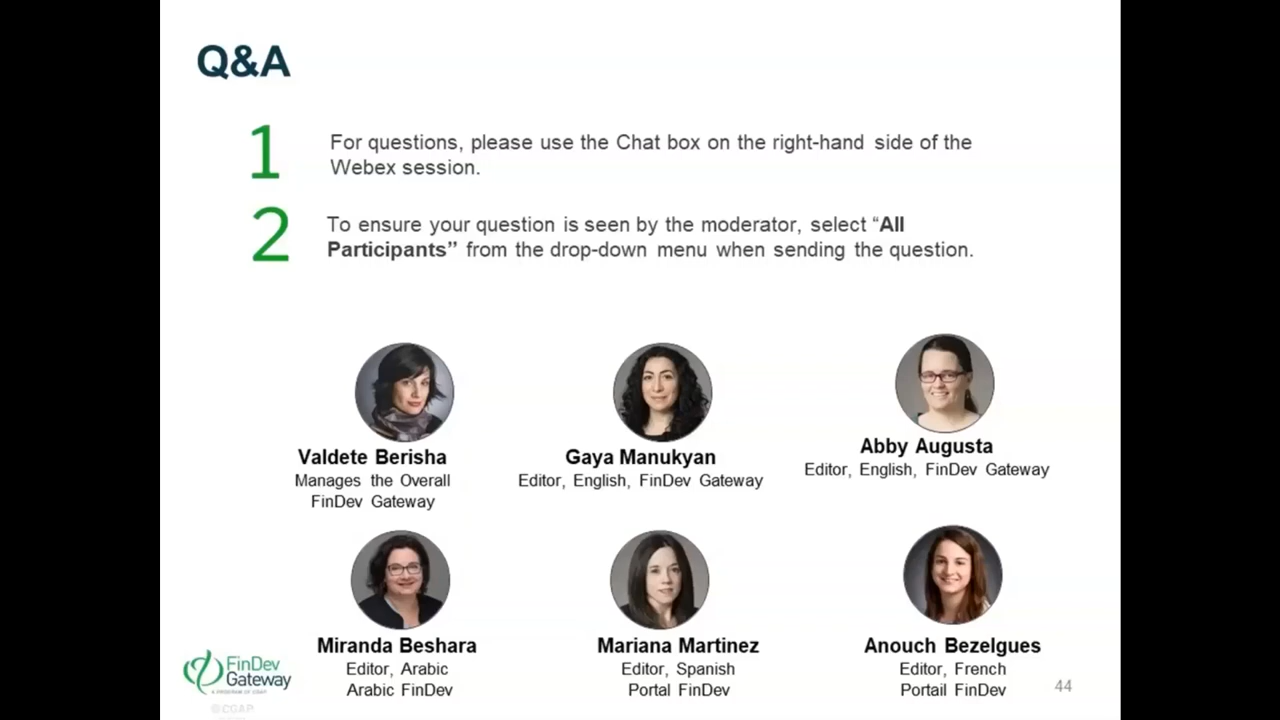 Q&A
1
For questions, please use the Chat box on the right-hand side of the
Webex session.
2
To ensure your question is seen by the moderator, select “All
Participants” from the drop-down menu when sending the question.
Valdete Berisha
Manages the Overall
FinDev Gateway
Gaya Manukyan
Editor, English, FinDev Gateway
Abby Augusta
Editor, English, FinDev Gateway
Miranda Beshara
Editor, Arabic
Arabic FinDev
Mariana Martinez
Editor, Spanish
Portal FinDev
Anouch Bezelgues
Editor, French
Portail FinDev
FinDev
Gateway
A PROGRAM OF CGAP
©CGAP
44